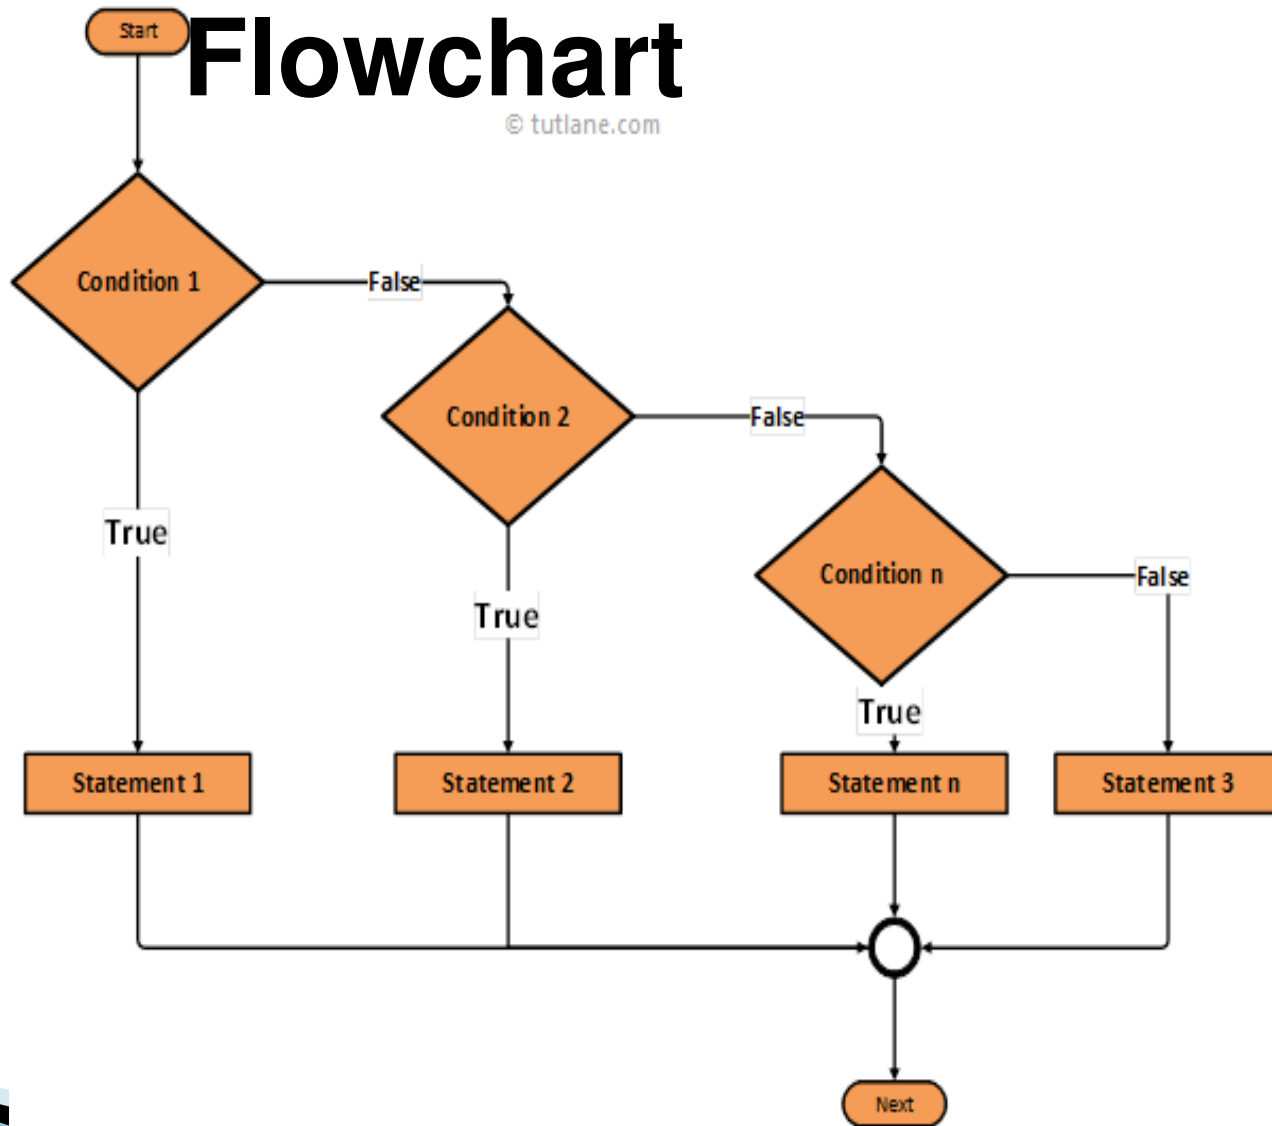 Start
Flowchart
© tutlane.com
Condition 1
False
Condition 2
False
True
Condition n
False
True
True
Statement 1
Statement 2
Statement n
Statement 3
Next